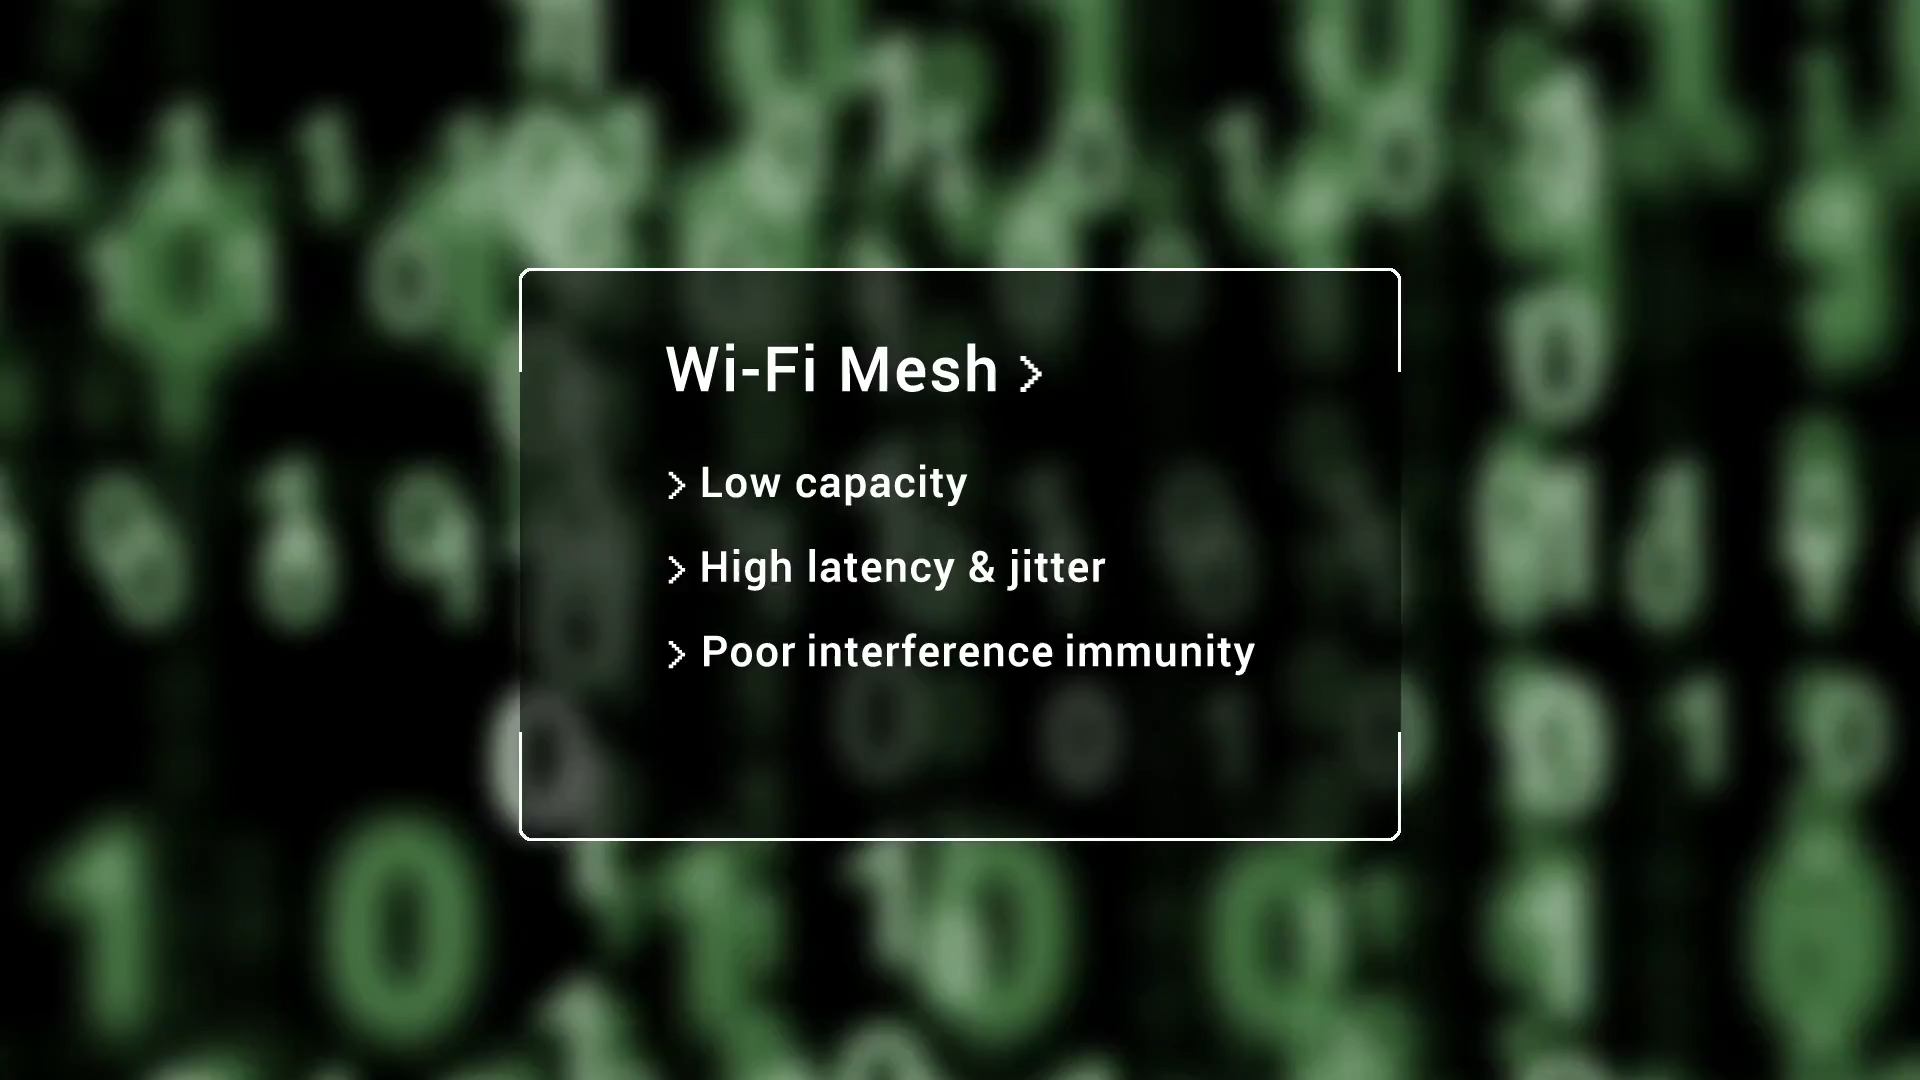 Wi-Fi Mesh >
> Low capacity
> High latency & jitter
> Poor interference immunity